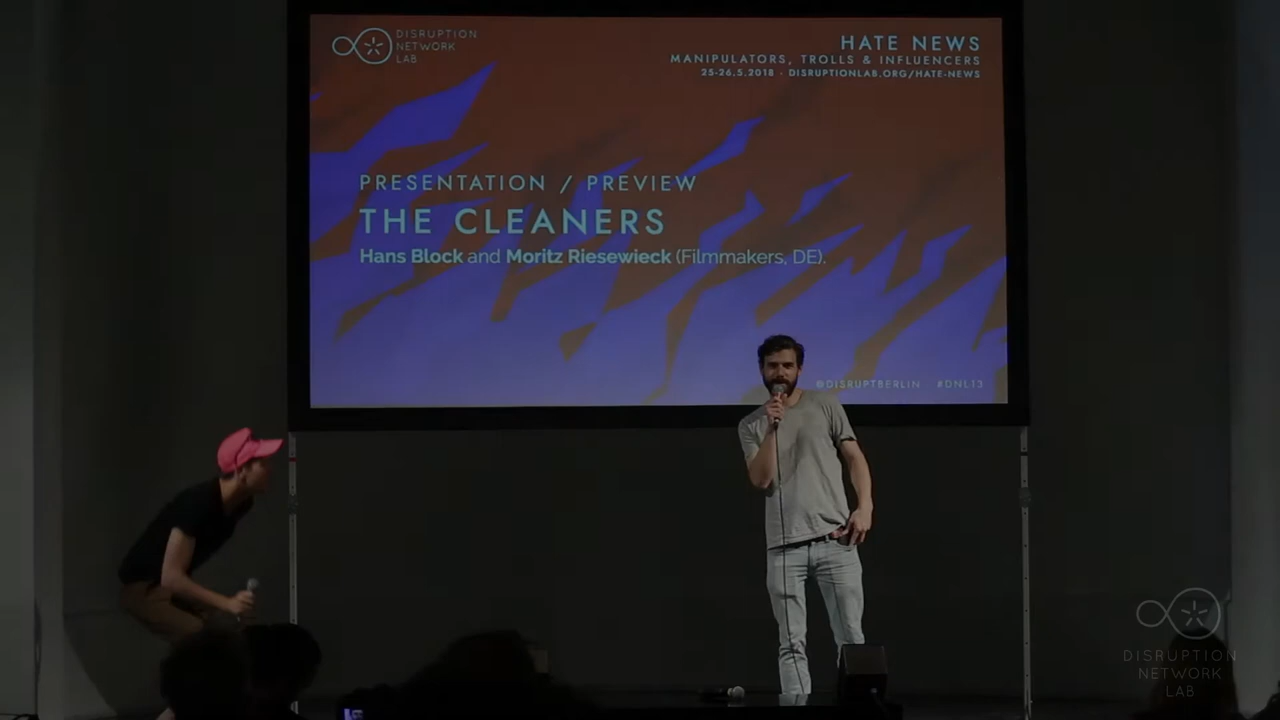 DISRUPTION
NETWORK
LAB
HATE NEWS
MANIPULATORS, TROLLS & INFLUENCERS
25-26.5.2018 · DISRUPTIONLAB.ORG/HATE-NEWS
PRESENTATION / PREVIEW
THE CLEANERS
Hans Block and Moritz Riesewieck (Filmmakers, DE).
@DISRUPTBERLIN #DNL13
DISRUPTION
NETWORK
LAB